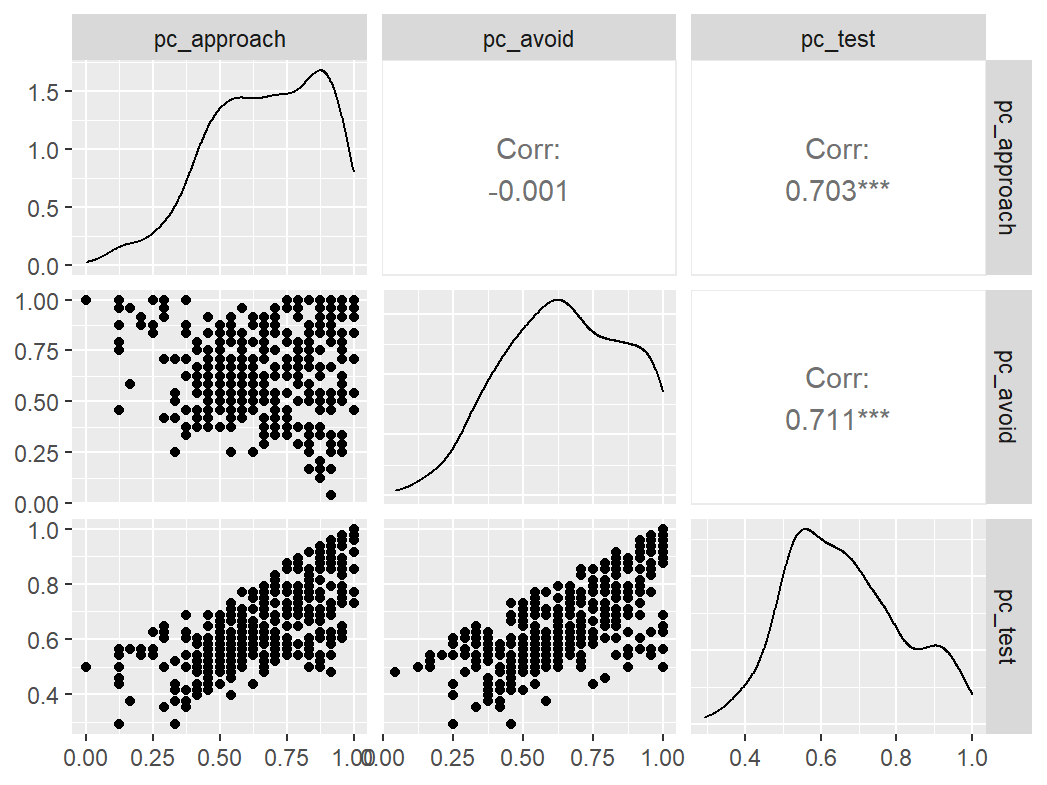 pc_approach
pc_avoid
pc_test
1.5
1.0
0.5
0.0
Corr:
-0.001
Corr:
0.703***
pc_approach
1.00
0.75
0.50
0.25
0.00
Corr:
0.711***
pc_avoid
1.0
0.8
0.6
0.4
pc_test
0.00 0.25 0.50 0.75 1.00
0.00 0.25 0.50 0.75 1.00
0.4 0.6 0.8 1.0